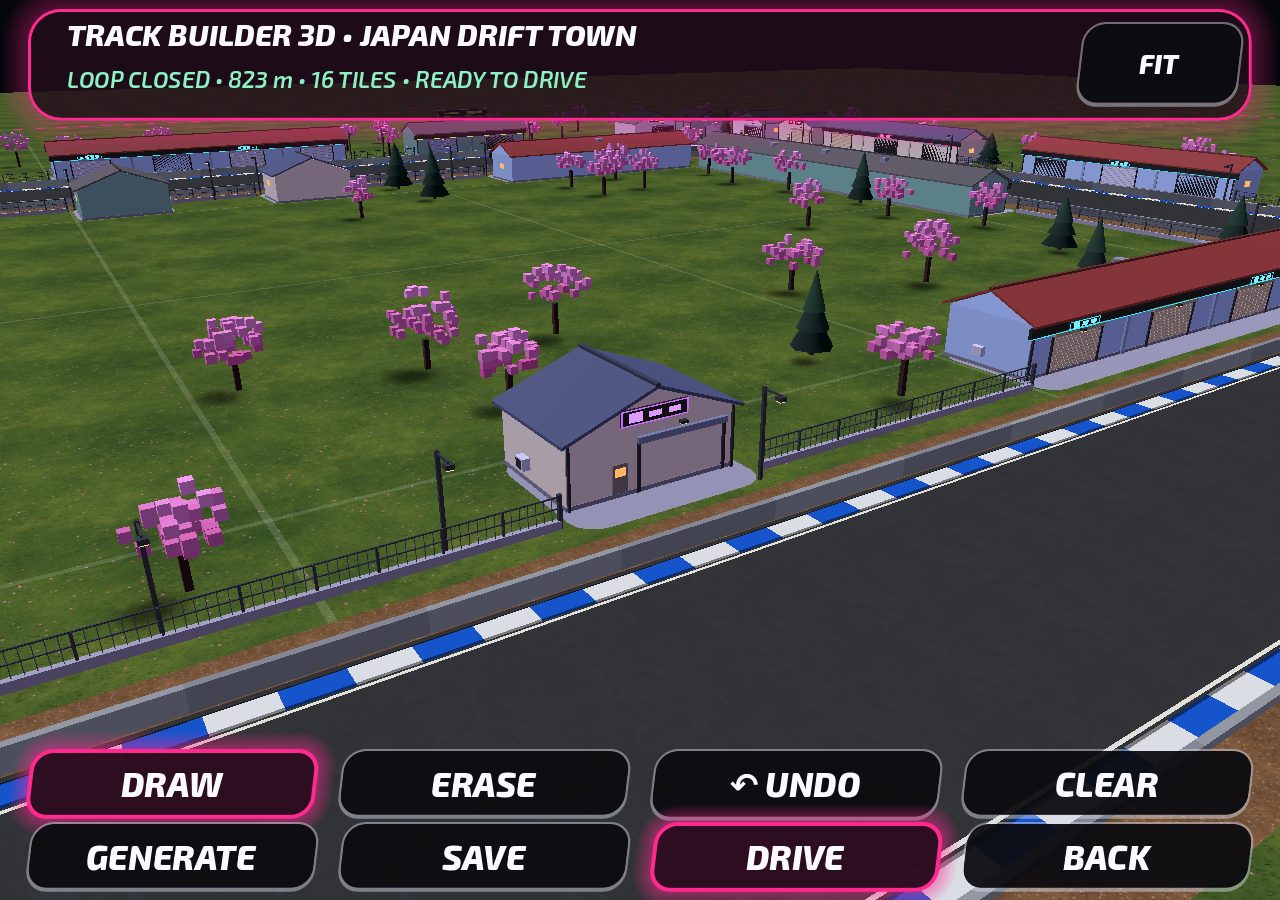 TRACK BUILDER 3D • JAPAN DRIFT TOWN
LOOP CLOSED • 823 m • 16 TILES • READY TO DRIVE
FIT
DRAW
ERASE
↶ UNDO
CLEAR
GENERATE
SAVE
DRIVE
BACK